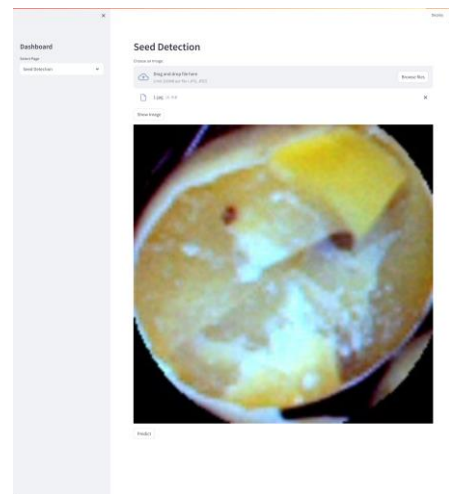 Deploy
Dashboard
Select Page
Seed Detection
Seed Detection
Choose an image
Drag and drop file here
Browse files
Show Image
Predict